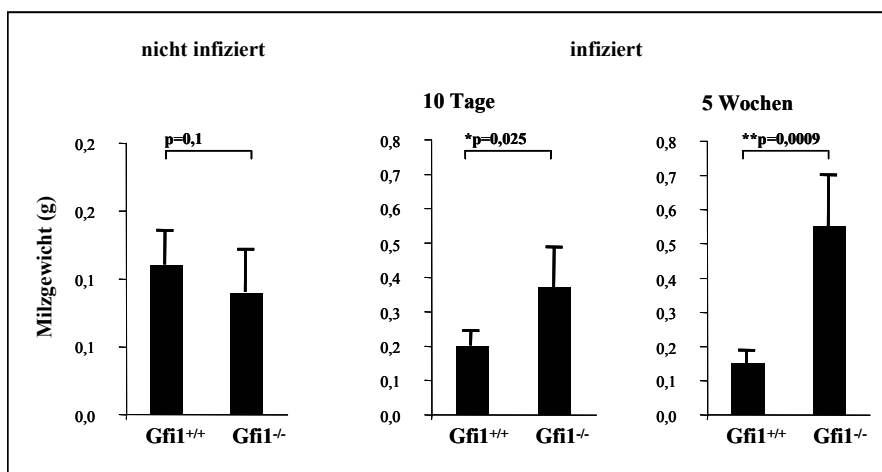 nicht infiziert
infiziert
10 Tage
5 Wochen
Milzgewicht (g)
p=0,1
0,2
0,2
0,1
0,1
0,0
Gfi1+/+ Gfi1-/-
*p=0,025
0,8
0,7
0,6
0,5
0,4
0,3
0,2
0,1
0,0
Gfi1+/+ Gfi1-/-
**p=0,0009
0,8
0,7
0,6
0,5
0,4
0,3
0,2
0,1
0,0
Gfi1+/+ Gfi1-/-